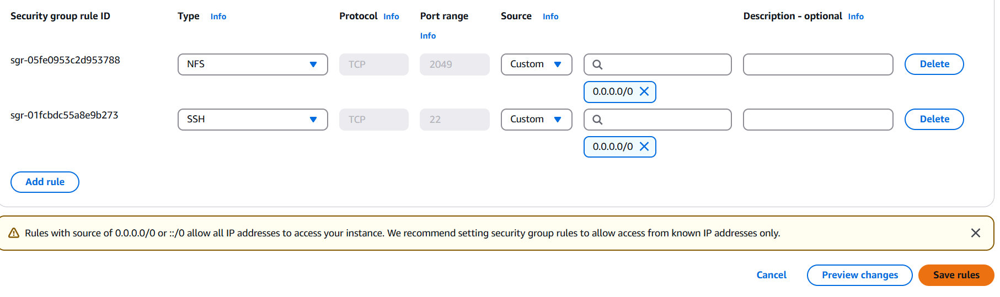 Security group rule ID Type Info Protocol Info Port range Source Info Description - optional Info
Info
sgr-05fe0953c2d953788 NFS TCP 2049 Custom Delete
0.0.0.0/0
sgr-01fcbdc55a8e9b273 SSH TCP 22 Custom Delete
0.0.0.0/0
Add rule
Rules with source of 0.0.0.0/0 or ::/0 allow all IP addresses to access your instance. We recommend setting security group rules to allow access from known IP addresses only.
Cancel Preview changes Save rules